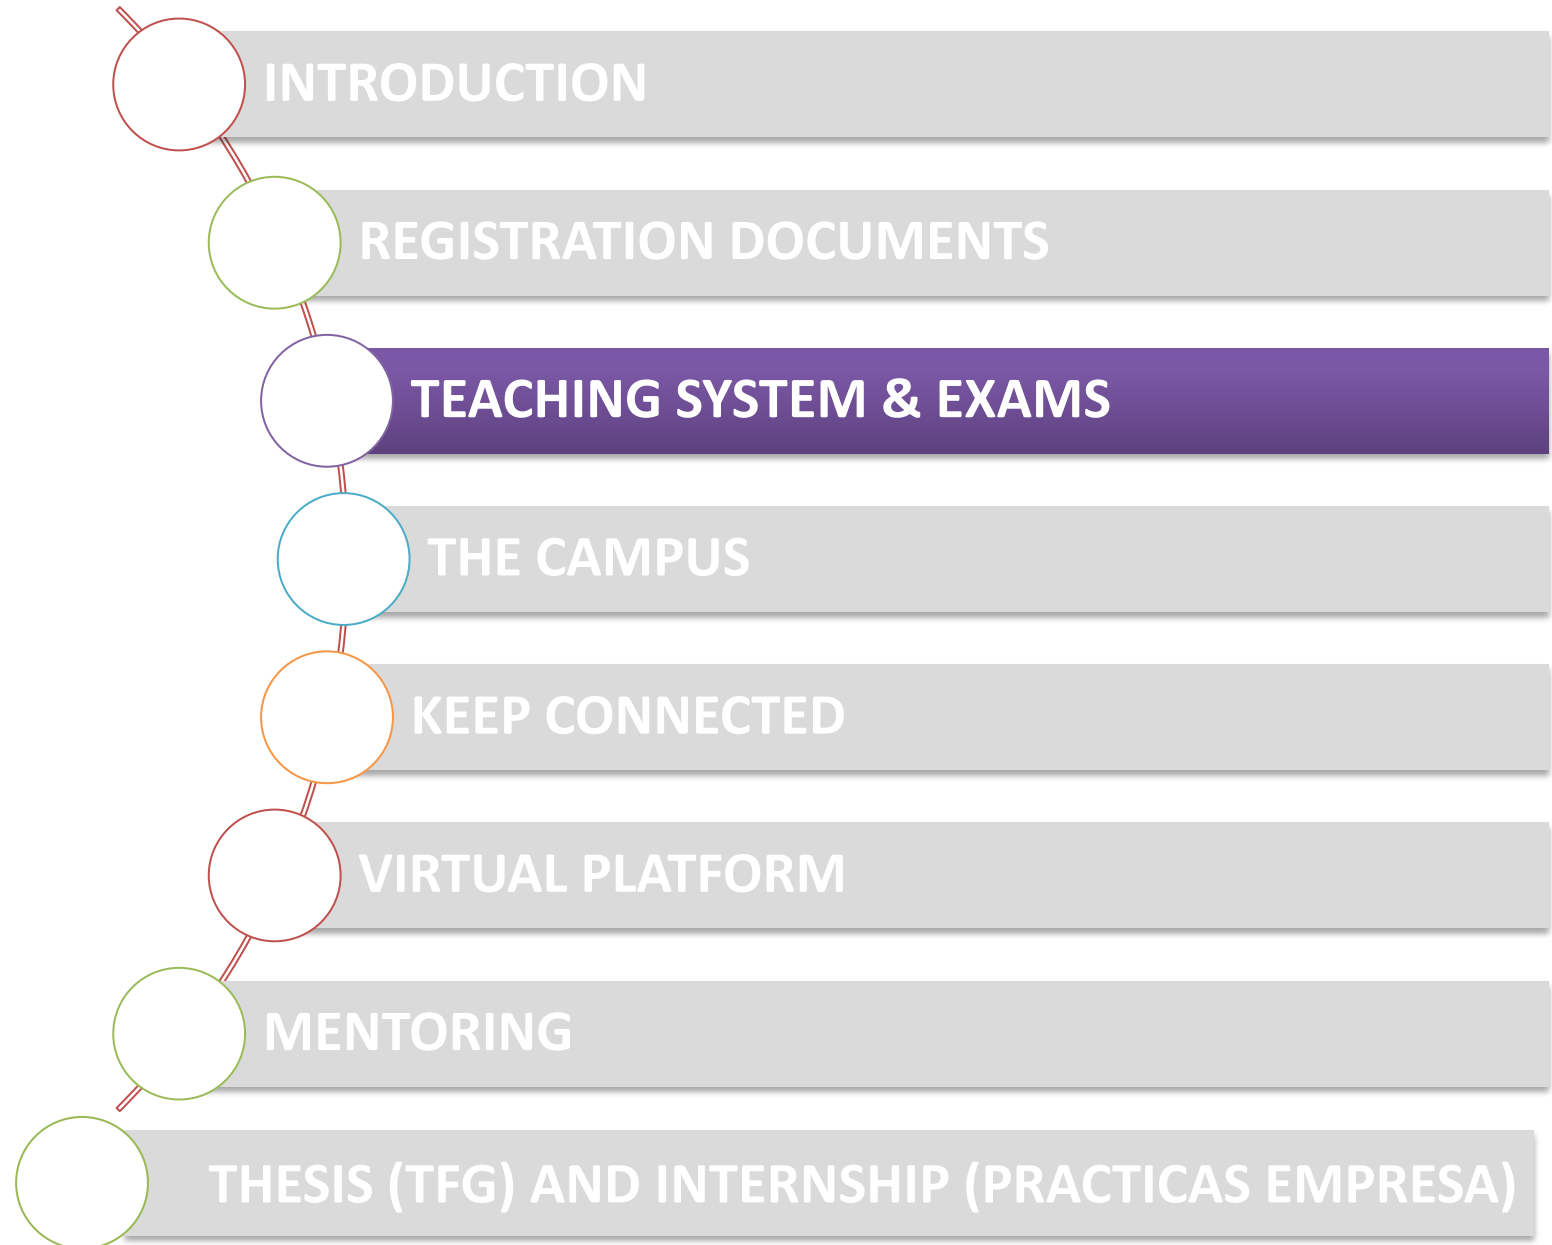 INTRODUCTION
REGISTRATION DOCUMENTS
TEACHING SYSTEM & EXAMS
THE CAMPUS
KEEP CONNECTED
VIRTUAL PLATFORM
MENTORING
THESIS (TFG) AND INTERNSHIP (PRACTICAS EMPRESA)